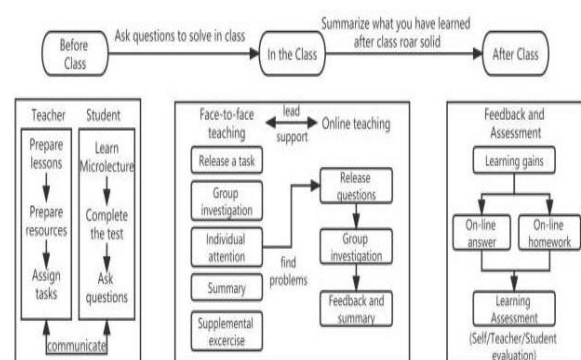 Before
Class
Ask questions to solve in class
In the Class
Summarize what you have learned
after class roar solid
After Class
Teacher
Student
Prepare
lessons
Prepare
resources
Assign
tasks
Learn
Microlecture
Complete
the test
Ask
questions
communicate
Face-to-face
teaching
lead
support
Online teaching
Release a task
Group
investigation
Individual
attention
Summary
Supplemental
excercise
find
problems
Release
questions
Group
investigation
Feedback and
summary
Feedback and
Assessment
Learning gains
On-line
answer
On-line
homework
Learning
Assessment
(Self/Teacher/Student
evaluation)